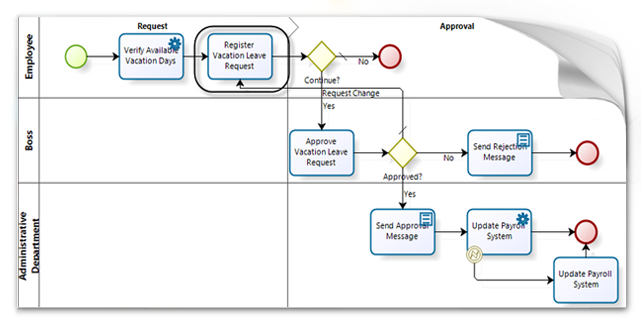 Request
Approval
Employee
Verify Available
Vacation Days
Register
Vacation Leave
Request
No
Continue?
Request Change
Yes
Boss
Approve
Vacation Leave
Request
No
Send Rejection
Message
Approved?
Yes
Administrative
Department
Send Approval
Message
Update Payroll
System
Update Payroll
System